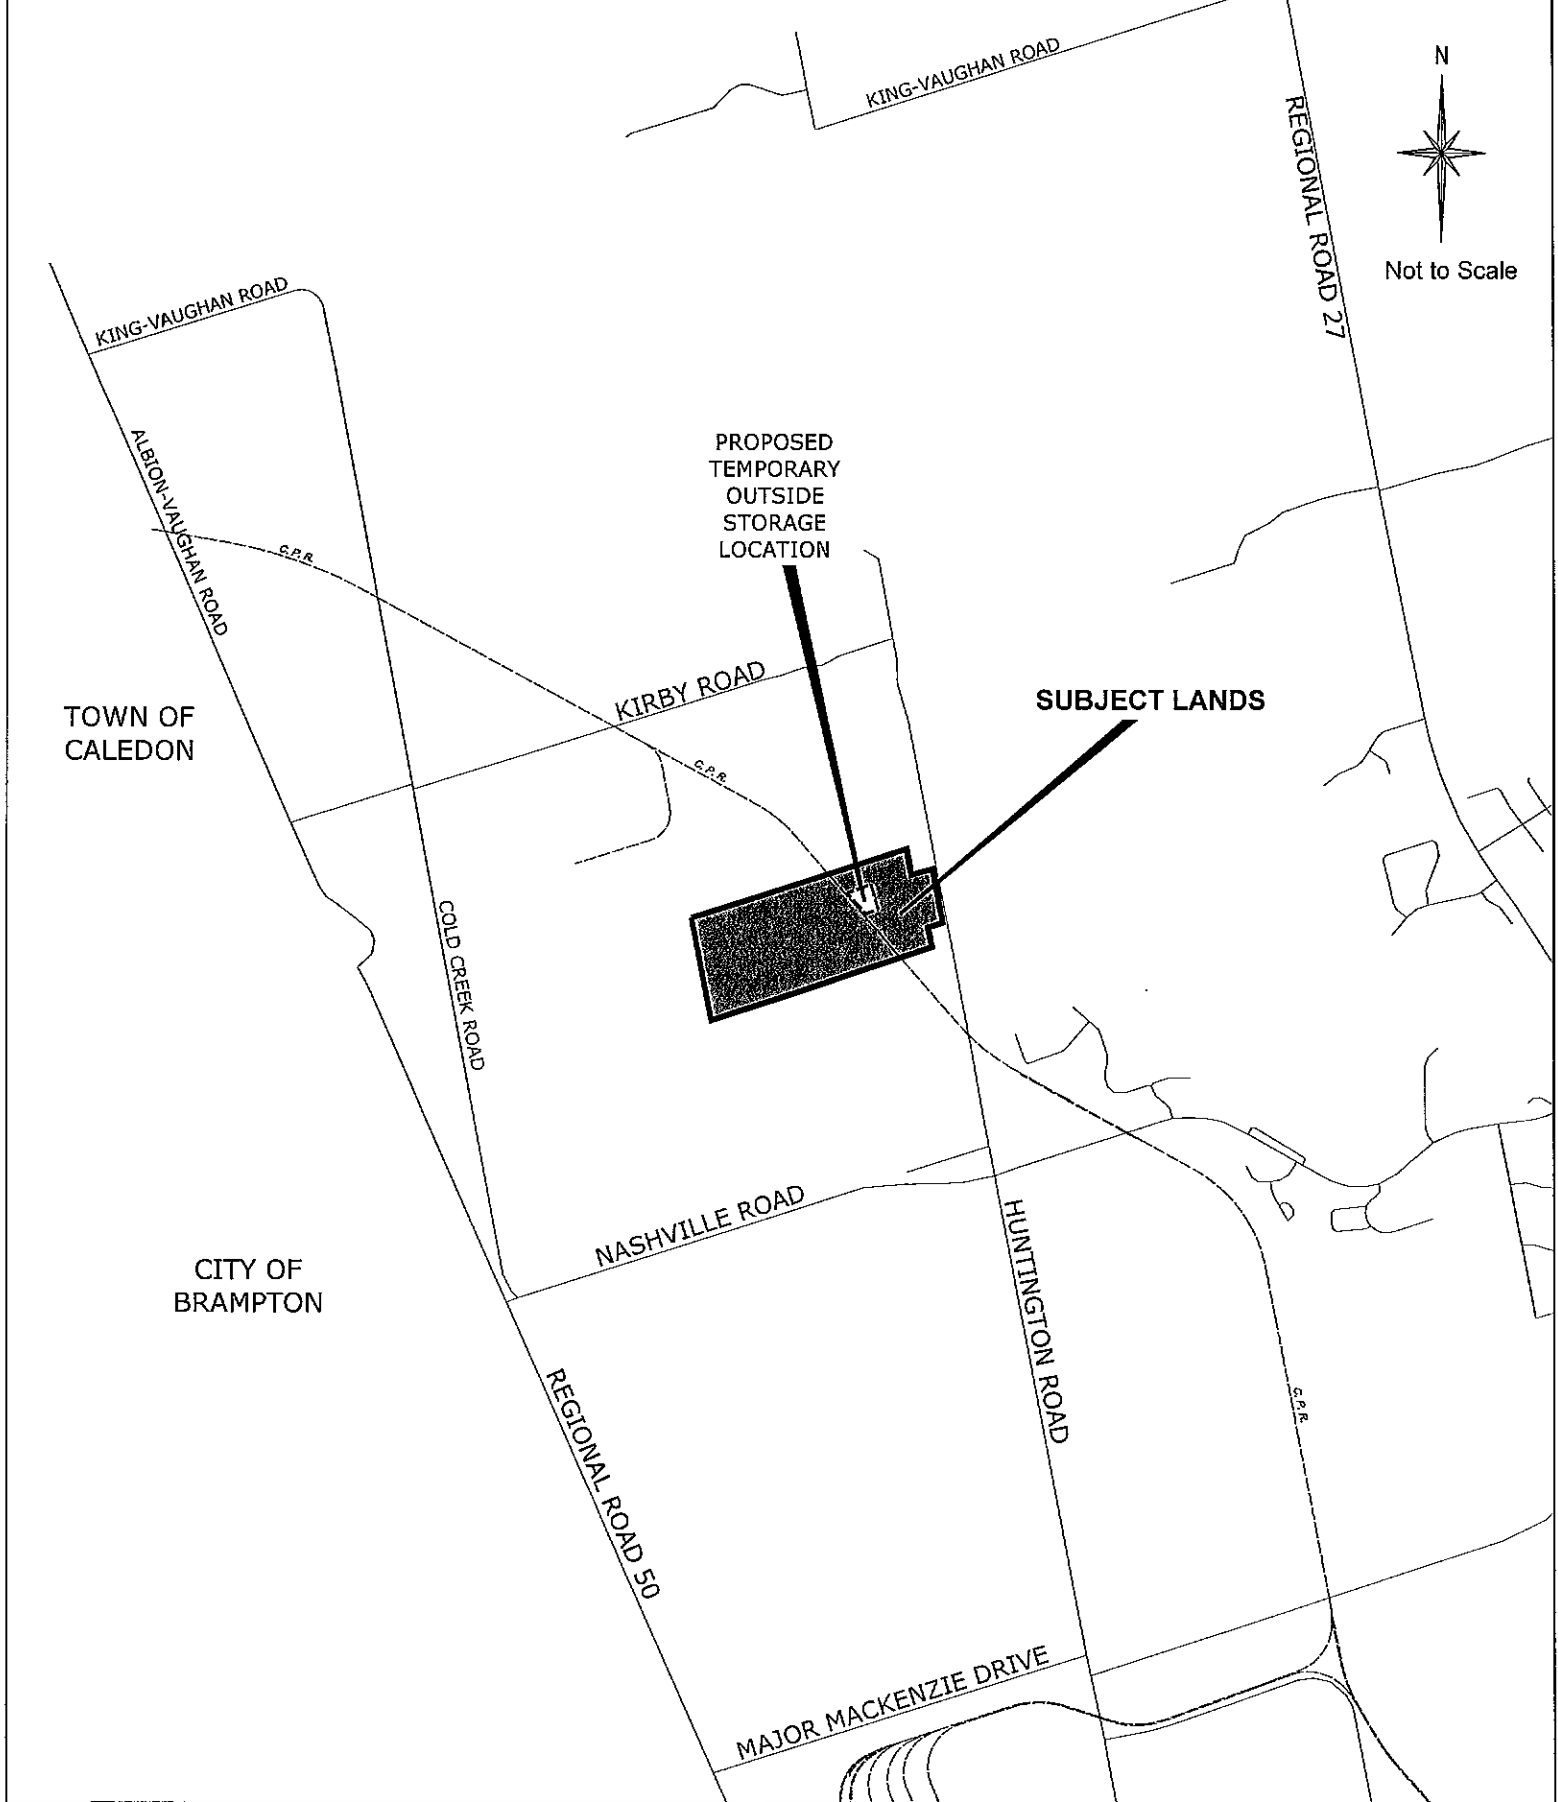 KING-VAUGHAN ROAD
N
REGIONAL ROAD 27
Not to Scale
KING-VAUGHAN ROAD
ALBION-VAUGHAN ROAD
C.P.R.
PROPOSED
TEMPORARY
OUTSIDE
STORAGE
LOCATION
KIRBY ROAD
SUBJECT LANDS
TOWN OF
CALEDON
C.P.R.
COLD CREEK ROAD
NASHVILLE ROAD
HUNTINGTON ROAD
CITY OF
BRAMPTON
REGIONAL ROAD 50
C.P.R.
MAJOR MACKENZIE DRIVE